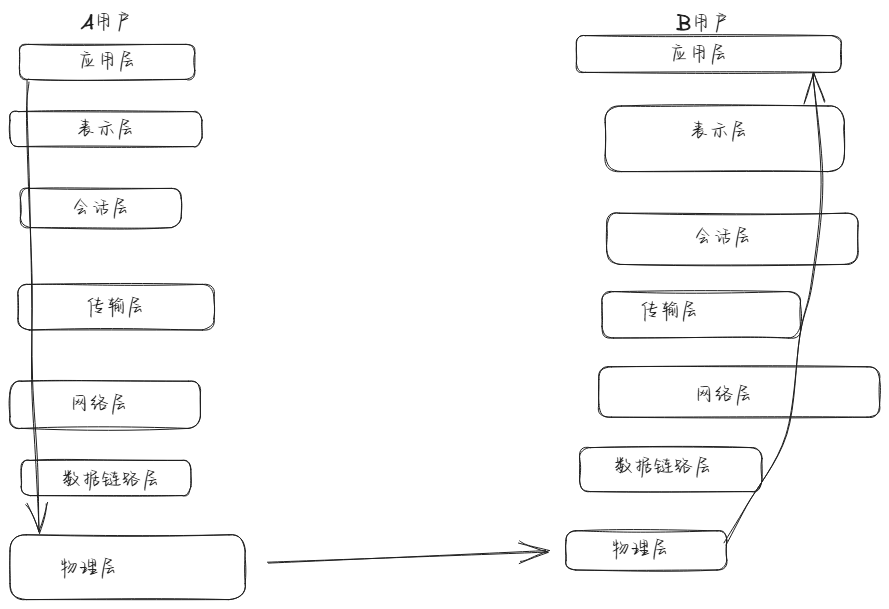 A用户
应用层
表示层
会话层
传输层
网络层
数据链路层
物理层
B用户
应用层
表示层
会话层
传输层
网络层
数据链路层
物理层